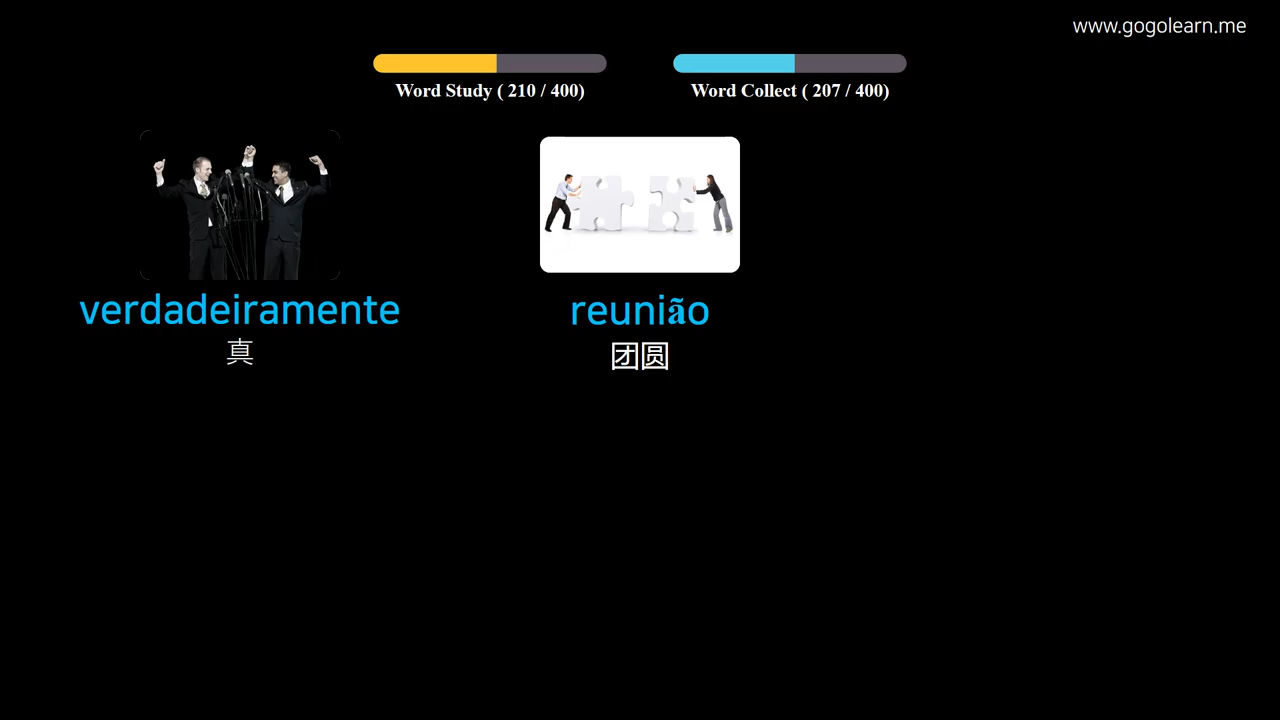 www.gogolearn.me
Word Study ( 210 / 400)
Word Collect ( 207 / 400)
verdadeiramente
真
reunião
团圆